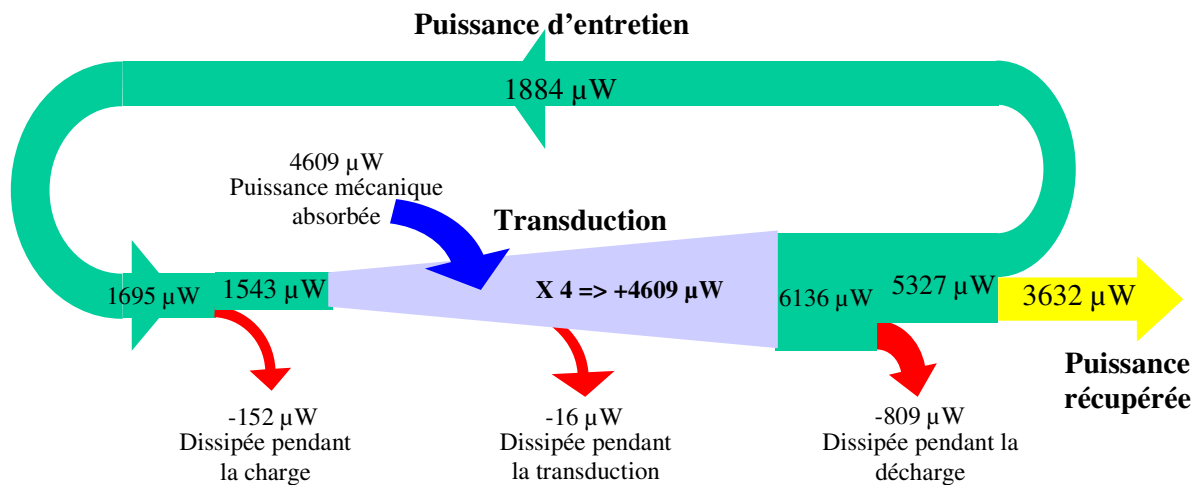 Puissance d'entretien
1884 µW
4609 µW
Puissance mécanique
absorbée
Transduction
1695 µW
1543 µW
X 4 => +4609 µW
6136 µW
5327 µW
3632 µW
Puissance
récupérée
-152 µW
Dissipée pendant
la charge
-16 µW
Dissipée pendant
la transduction
-809 µW
Dissipée pendant la
décharge